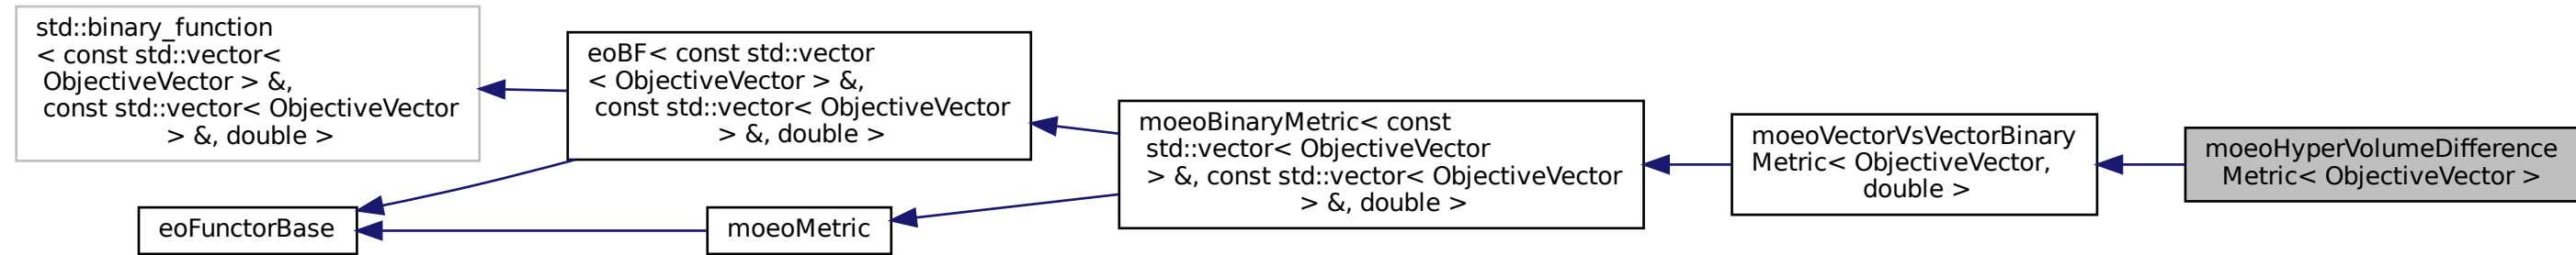 std::binary_function
< const std::vector<
ObjectiveVector > &,
const std::vector< ObjectiveVector
> &, double >
eoBF< const std::vector
< ObjectiveVector > &,
const std::vector< ObjectiveVector
> &, double >
eoFunctorBase
moeoMetric
moeoBinaryMetric< const
std::vector< ObjectiveVector
> &, const std::vector< ObjectiveVector
> &, double >
moeoVectorVsVectorBinary
Metric< ObjectiveVector,
double >
moeoHyperVolumeDifference
Metric< ObjectiveVector >